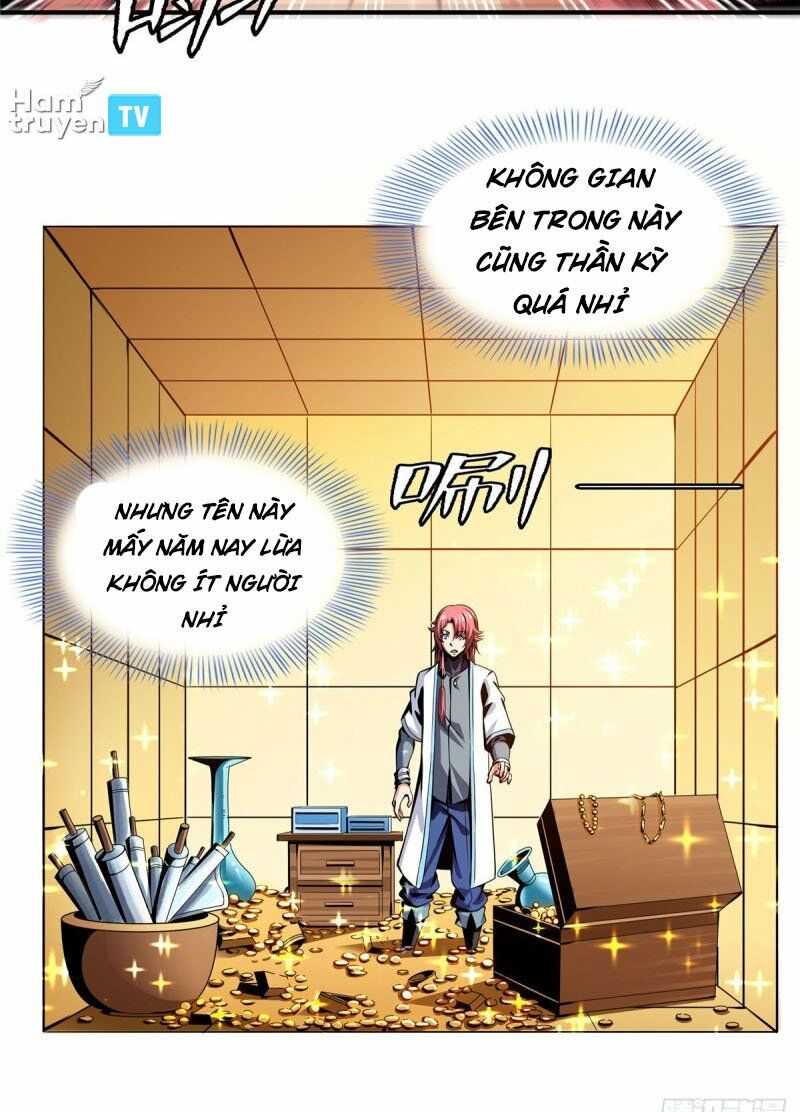 Ham
truyen TV
KHÔNG GIAN
BÊN TRONG NÀY
CŨNG THẦN KỲ
QUÁ NHỈ
NHƯNG TÊN NÀY
MẤY NĂM NAY LỪA
KHÔNG ÍT NGƯỜI
NHỈ
唰